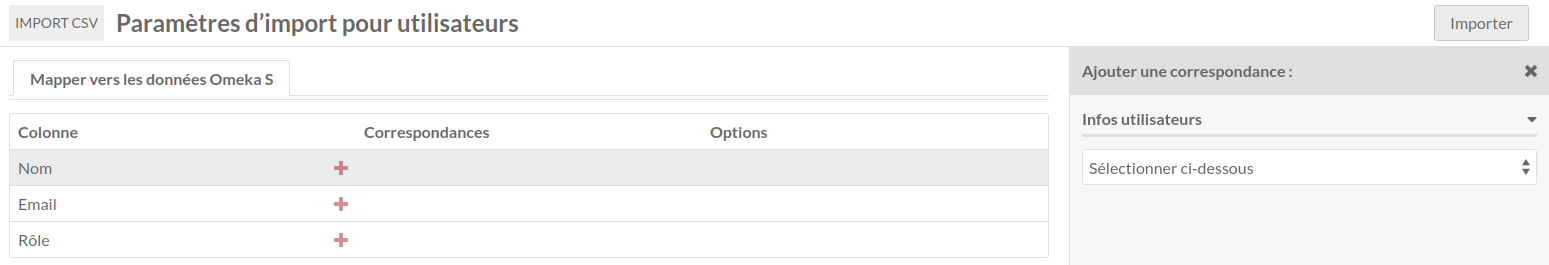 IMPORT CSV Paramètres d’import pour utilisateurs
Importer
Mapper vers les données Omeka S
Colonne Correspondances Options
Nom
Email
Rôle
Ajouter une correspondance :
Infos utilisateurs
Sélectionner ci-dessous